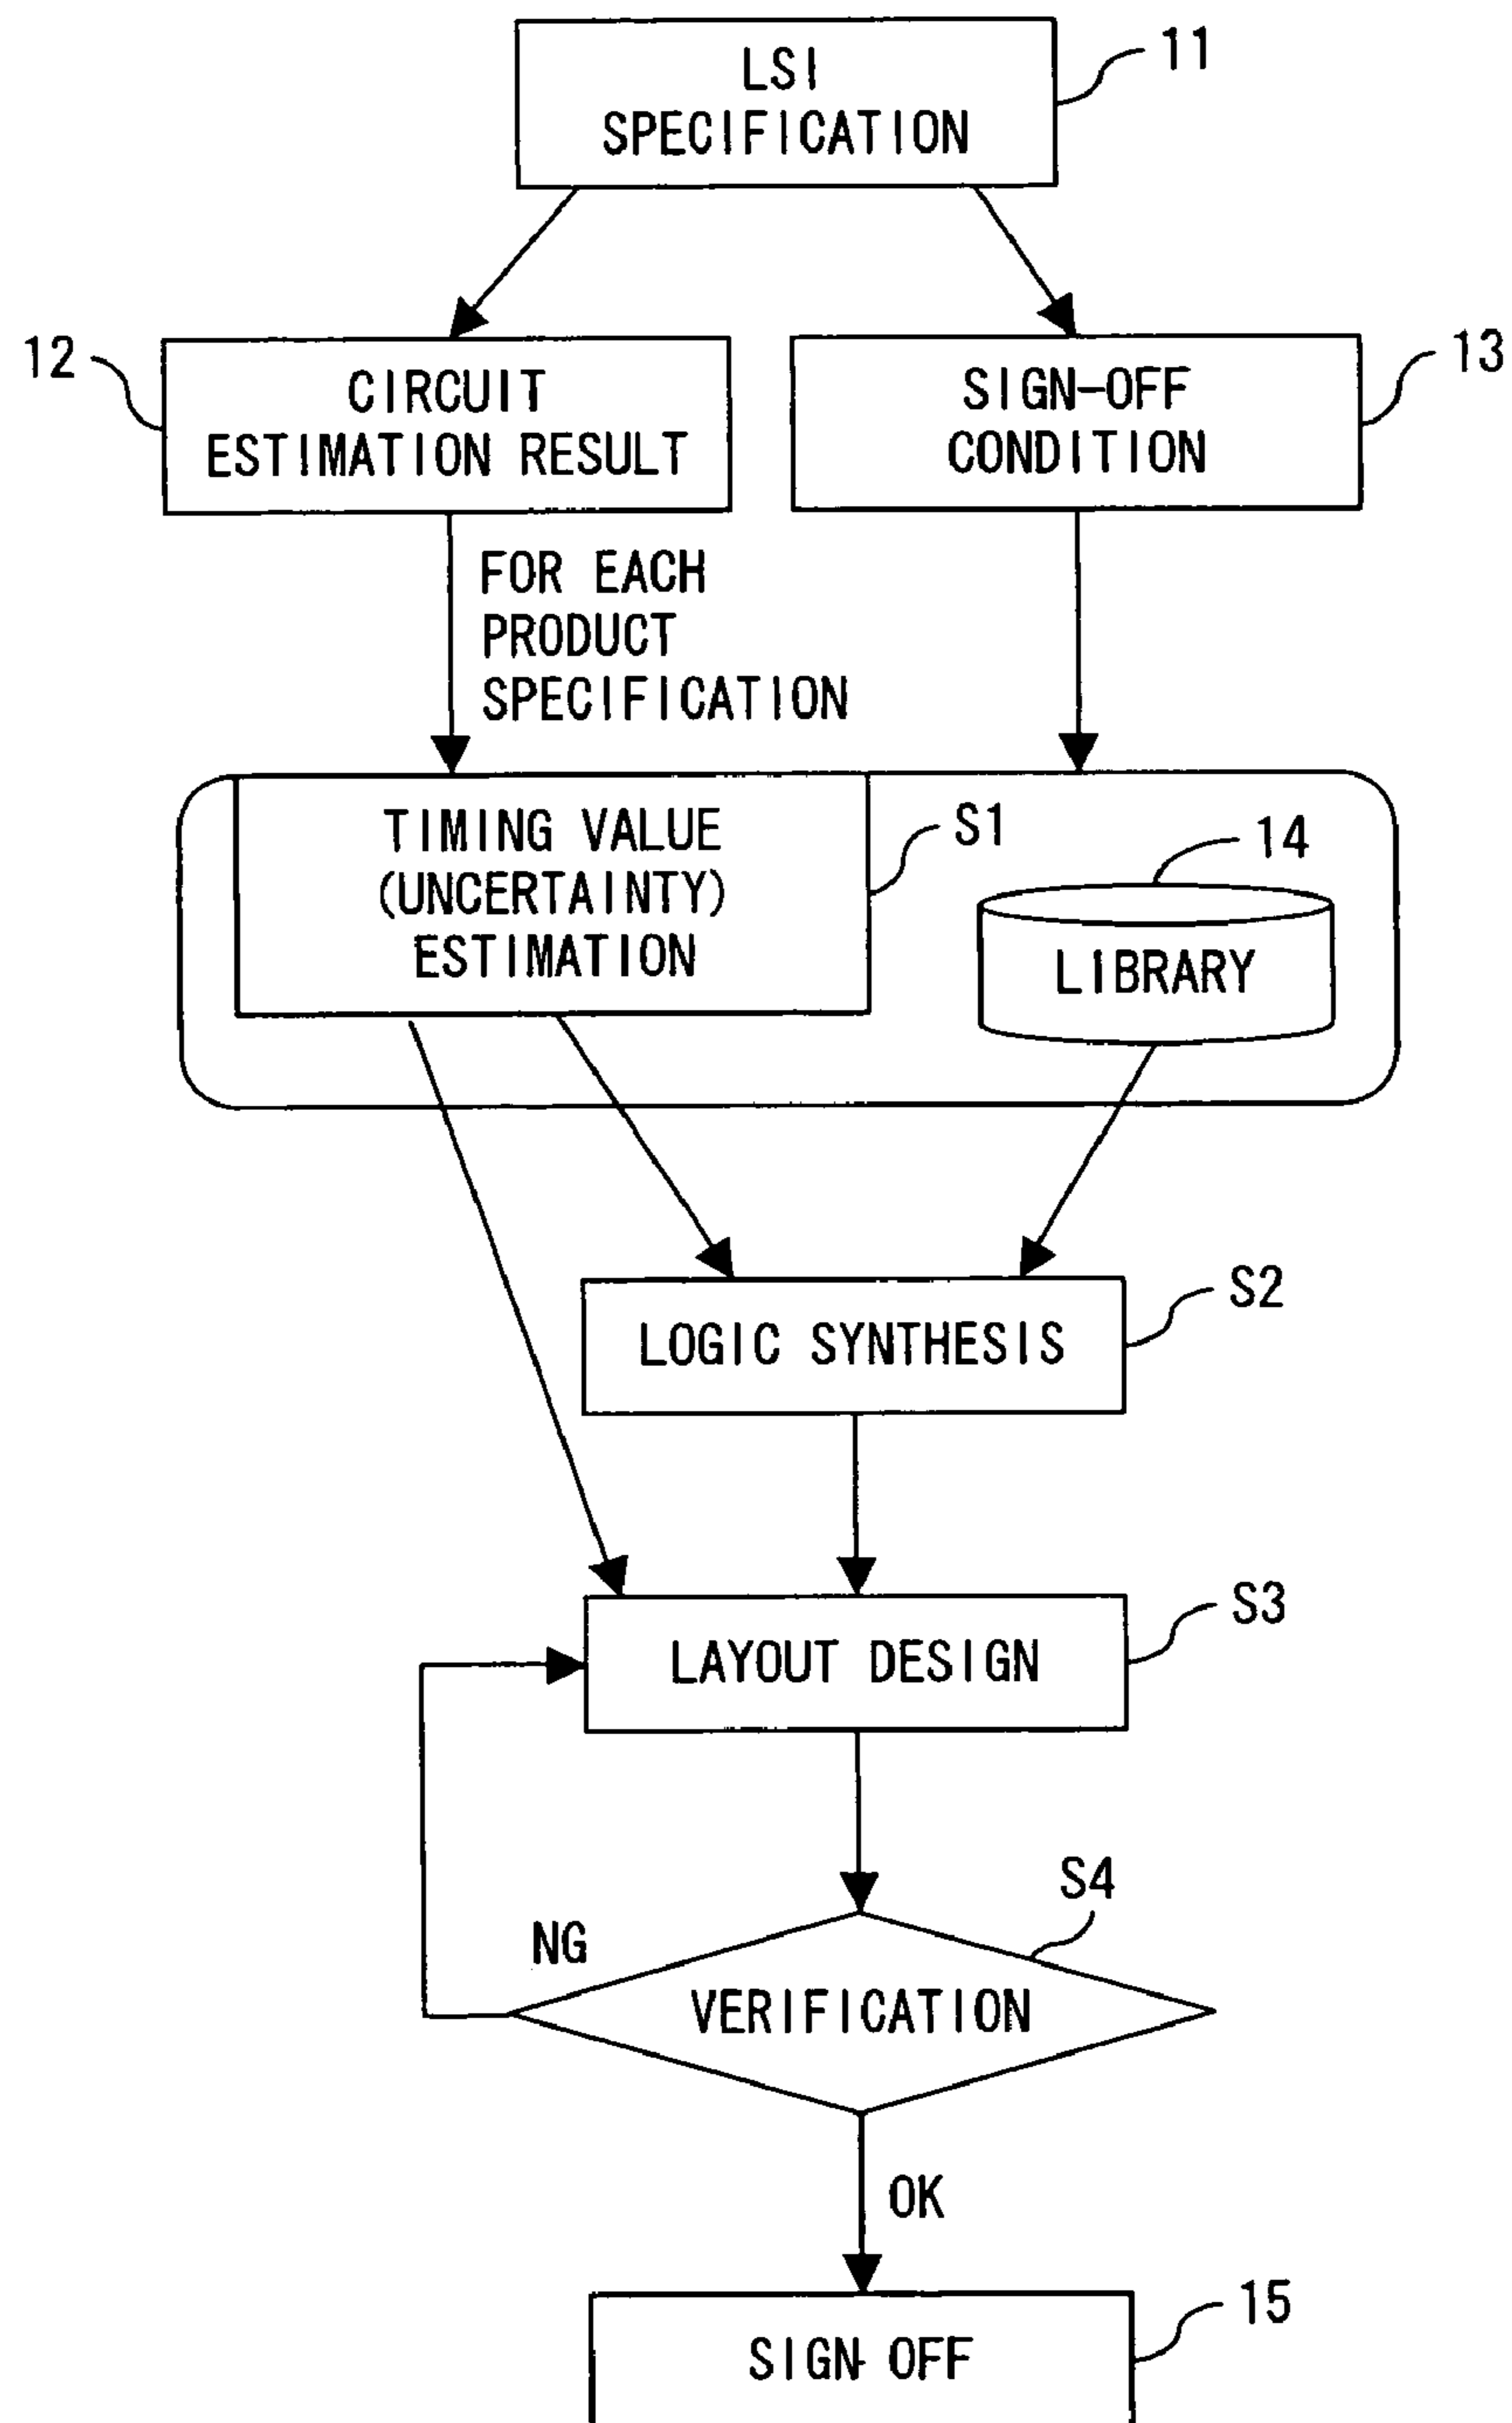 11
LSI
SPECIFICATION
12
CIRCUIT
ESTIMATION RESULT
13
SIGN-OFF
CONDITION
FOR EACH
PRODUCT
SPECIFICATION
TIMING VALUE
(UNCERTAINTY)
ESTIMATION
S1
14
LIBRARY
S2
LOGIC SYNTHESIS
S3
LAYOUT DESIGN
S4
NG
VERIFICATION
OK
15
SIGN OFF